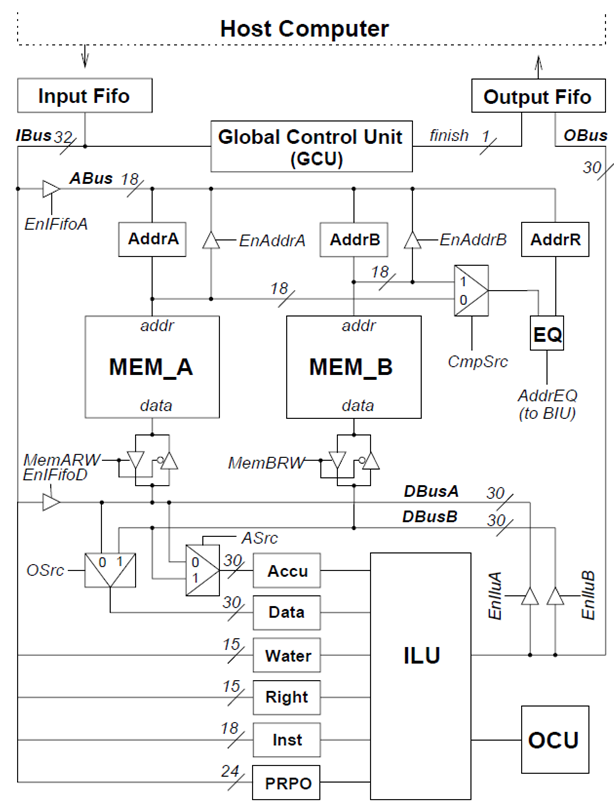 Host Computer
Input Fifo
Output Fifo
IBus 32
Global Control Unit
(GCU)
finish 1
OBus
30
ABus 18
EnIFifoA
AddrA
EnAddrA
AddrB
EnAddrB
AddrR
18
18
1
0
addr
MEM_A
data
addr
MEM_B
data
CmpSrc
EQ
AddrEQ
(to BIU)
MemARW
EnIFifoD
MemBRW
DBusA 30
DBusB 30
ASrc
OSrc
0 1
0
1
30
Accu
30
Data
15
Water
15
Right
18
Inst
24
PRPO
ILU
EnIluA
EnIluB
OCU